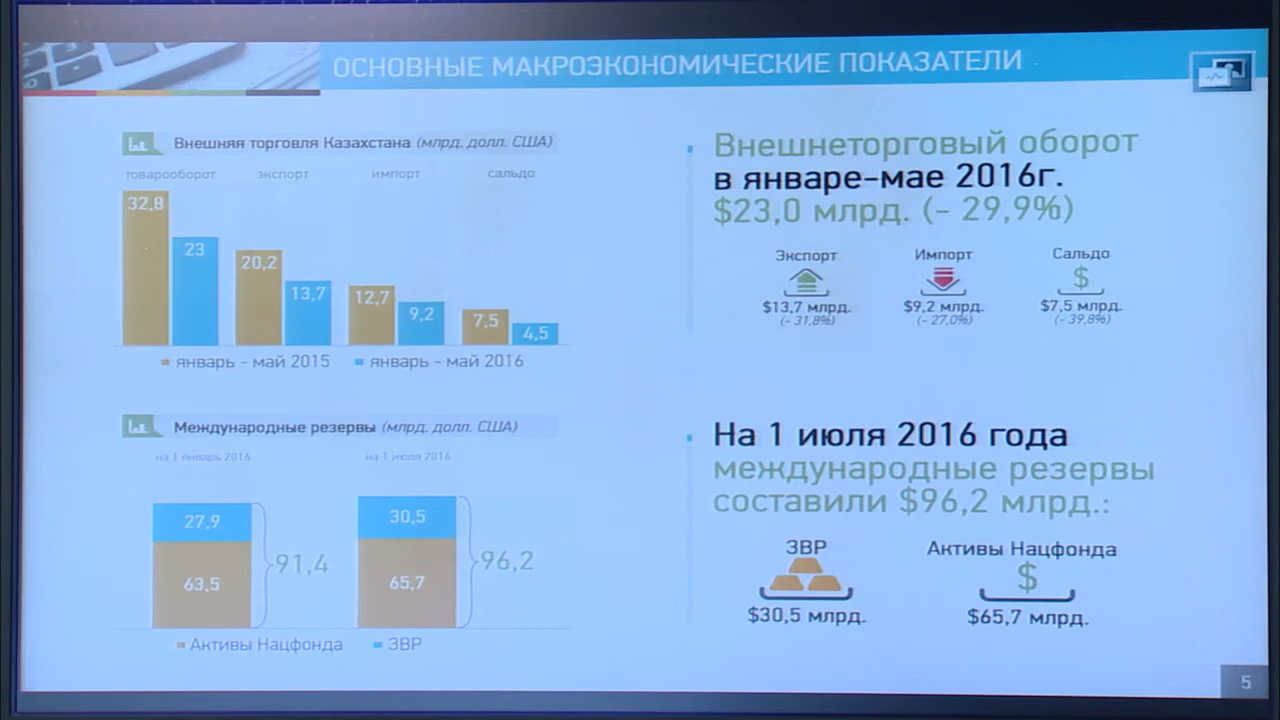 ОСНОВНЫЕ МАКРОЭКОНОМИЧЕСКИЕ ПОКАЗАТЕЛИ
Внешняя торговля Казахстана (млрд. долл. США)
товарооборот экспорт импорт сальдо
32,8 23 20,2 13,7 12,7 9,2 7,5 4,5
январь - май 2015 январь - май 2016
Международные резервы (млрд. долл. США)
на 1 январь 2016 на 1 июля 2016
27,9 30,5
91,4 96,2
63,5 65,7
Активы Нацфонда ЗВР
Внешнеторговый оборот
в январе-мае 2016г.
$23,0 млрд. (- 29,9%)
Экспорт Импорт Сальдо
$
$13,7 млрд. $9,2 млрд. $7,5 млрд.
(- 31,8%) (- 27,0%) (- 39,8%)
На 1 июля 2016 года
международные резервы
составили $96,2 млрд.:
ЗВР Активы Нацфонда
$
$30,5 млрд. $65,7 млрд.
5